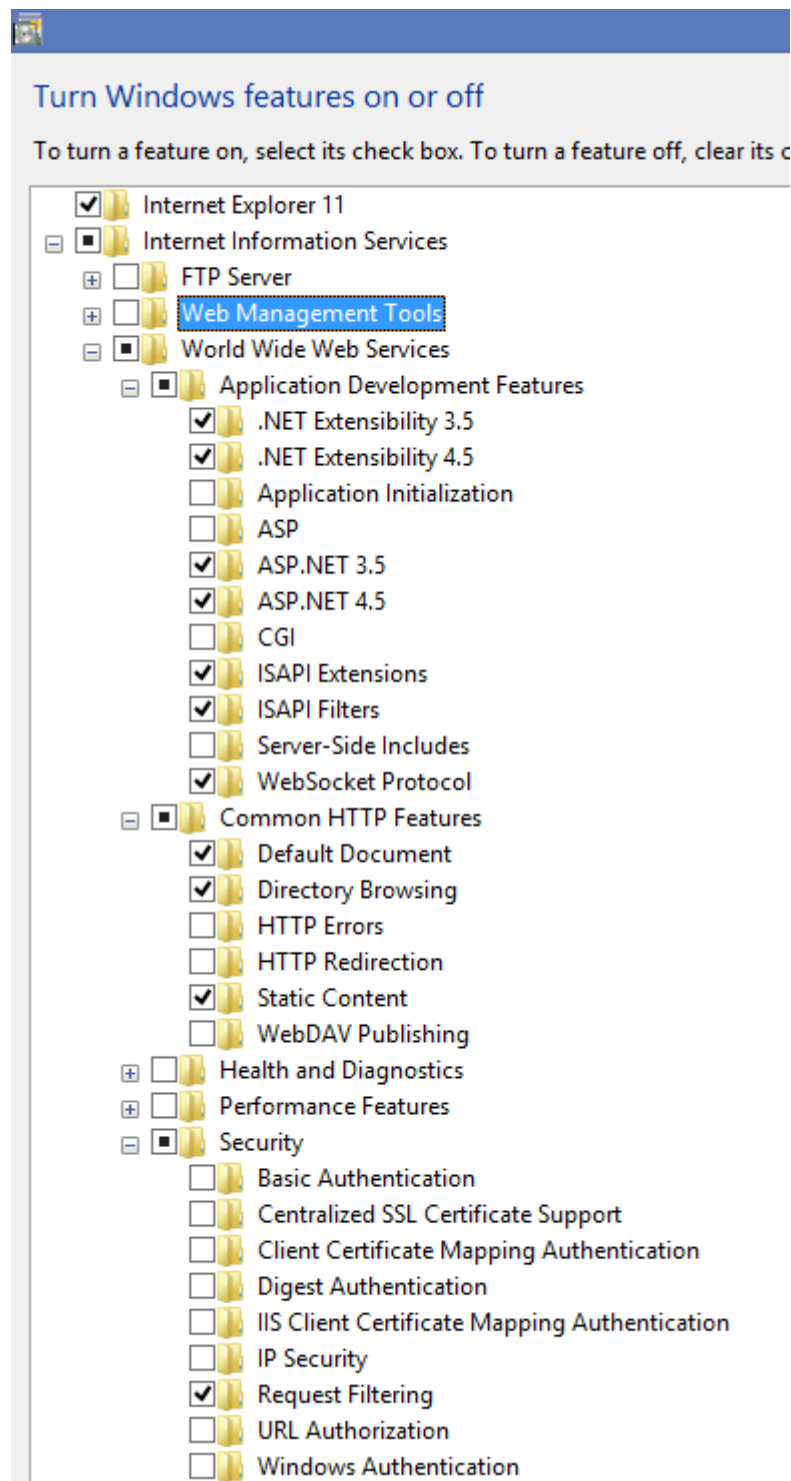 Turn Windows features on or off
To turn a feature on, select its check box. To turn a feature off, clear its
Internet Explorer 11
Internet Information Services
FTP Server
Web Management Tools
World Wide Web Services
Application Development Features
.NET Extensibility 3.5
.NET Extensibility 4.5
Application Initialization
ASP
ASP.NET 3.5
ASP.NET 4.5
CGI
ISAPI Extensions
ISAPI Filters
Server-Side Includes
WebSocket Protocol
Common HTTP Features
Default Document
Directory Browsing
HTTP Errors
HTTP Redirection
Static Content
WebDAV Publishing
Health and Diagnostics
Performance Features
Security
Basic Authentication
Centralized SSL Certificate Support
Client Certificate Mapping Authentication
Digest Authentication
IIS Client Certificate Mapping Authentication
IP Security
Request Filtering
URL Authorization
Windows Authentication